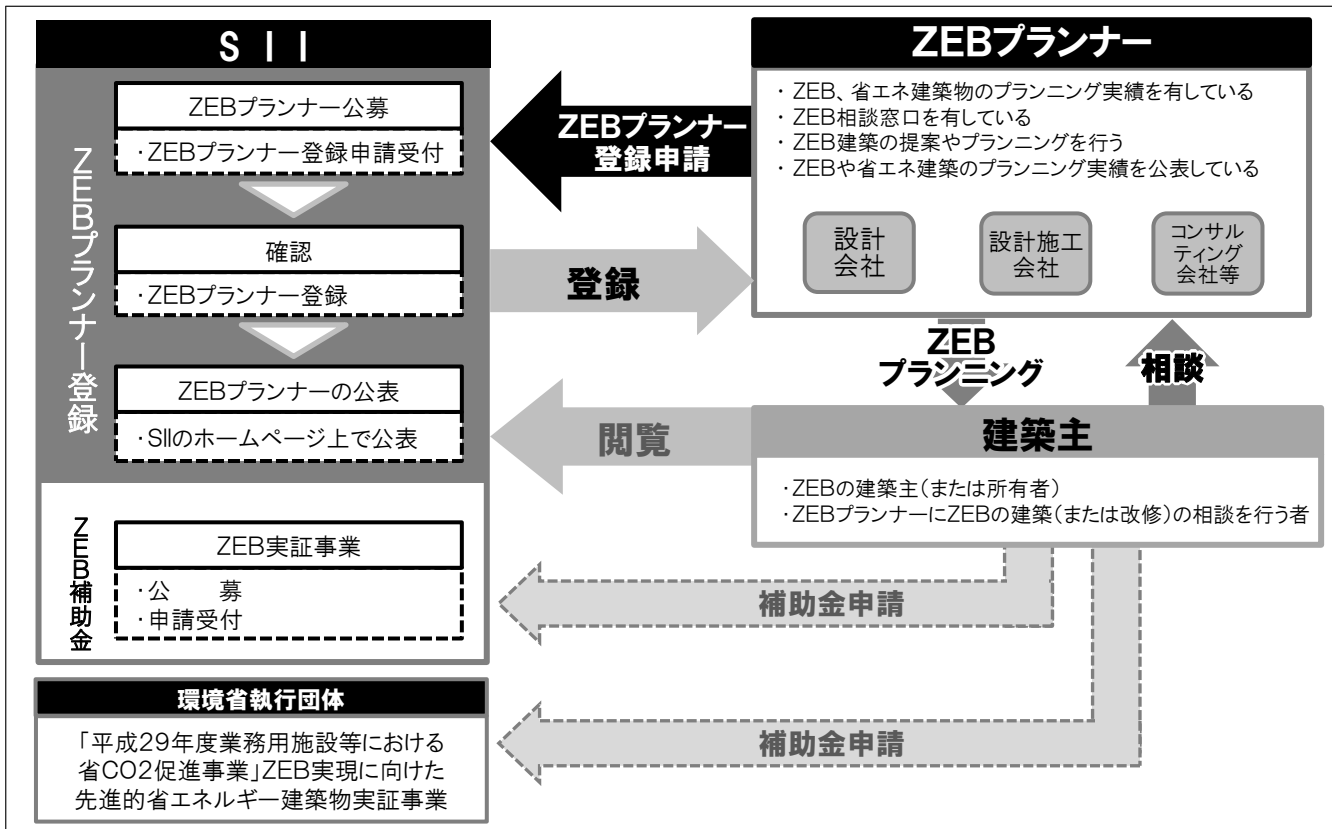 SII
ZEBプランナー登録
ZEBプランナー公募
・ZEBプランナー登録申請受付
確認
・ZEBプランナー登録
ZEBプランナーの公表
・SIIのホームページ上で公表
ZEB補助金
ZEB実証事業
・公　　募
・申請受付
環境省執行団体
「平成29年度業務用施設等における
省CO2促進事業」ZEB実現に向けた
先進的省エネルギー建築物実証事業
ZEBプランナー
登録申請
登録
閲覧
補助金申請
補助金申請
ZEBプランナー
・ ZEB、省エネ建築物のプランニング実績を有している
・ ZEB相談窓口を有している
・ ZEB建築の提案やプランニングを行う
・ ZEBや省エネ建築のプランニング実績を公表している
設計
会社
設計施工
会社
コンサル
ティング
会社等
ZEB
プランニング
相談
建築主
・ZEBの建築主(または所有者)
・ZEBプランナーにZEBの建築(または改修)の相談を行う者